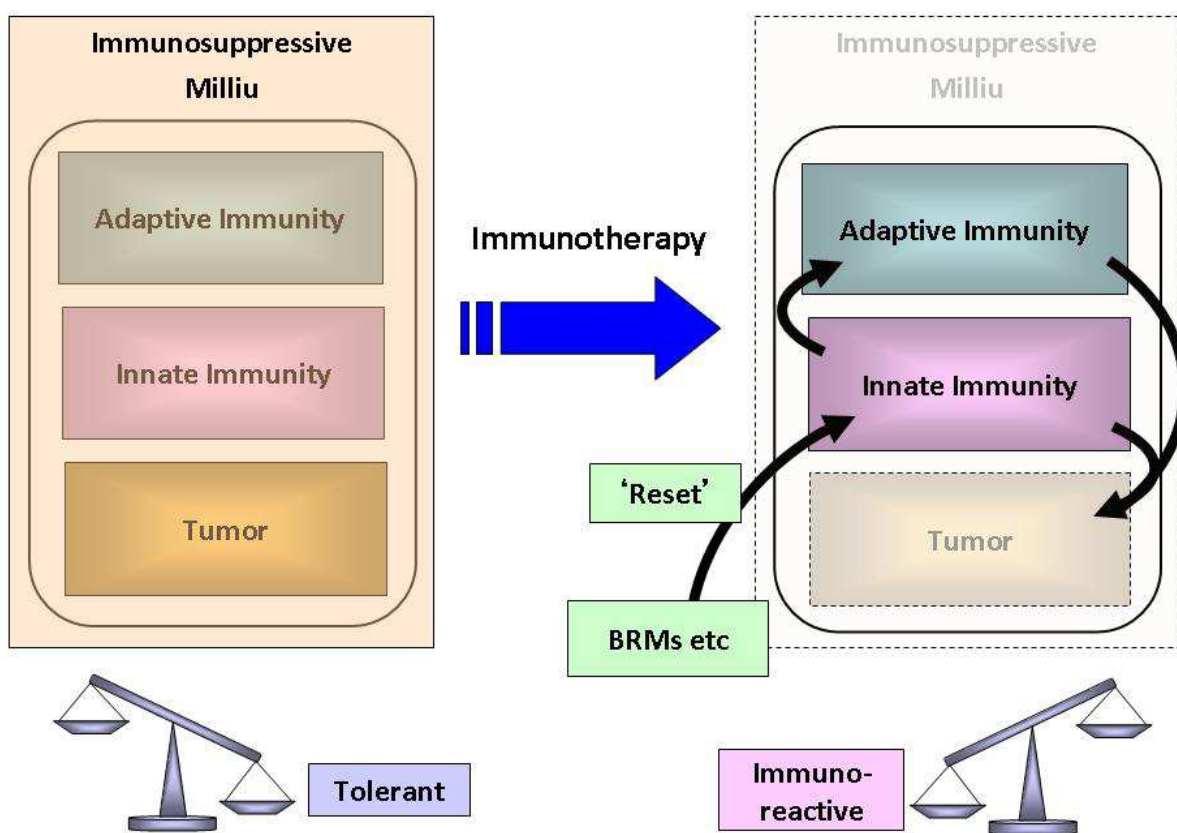 Immunosuppressive
Milliu
Adaptive Immunity
Innate Immunity
Tumor
Tolerant
Immunotherapy
Immunosuppressive
Milliu
Adaptive Immunity
Innate Immunity
Tumor
‘Reset’
BRMs etc
Immuno-
reactive